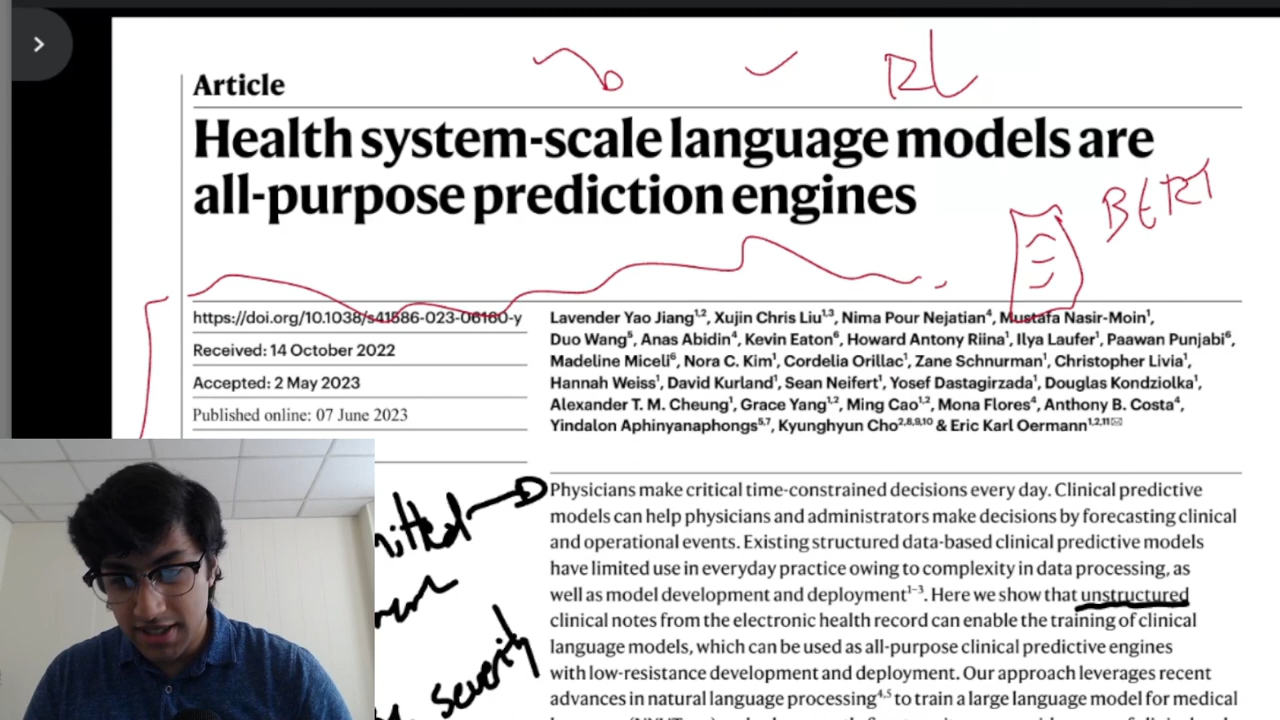 RL
Article
Health system-scale language models are
all-purpose prediction engines
BERT
https://doi.org/10.1038/s41586-023-06160-y
Received: 14 October 2022
Accepted: 2 May 2023
Published online: 07 June 2023
Lavender Yao Jiang1,2, Xujin Chris Liu1,3, Nima Pour Nejatian4, Mustafa Nasir-Moin1,
Duo Wang5, Anas Abidin4, Kevin Eaton6, Howard Antony Riina1, Ilya Laufer1, Paawan Punjabi6,
Madeline Miceli6, Nora C. Kim1, Cordelia Orillac1, Zane Schnurman1, Christopher Livia1,
Hannah Weiss1, David Kurland1, Sean Neifert1, Yosef Dastagirzada1, Douglas Kondziolka1,
Alexander T. M. Cheung1, Grace Yang1,2, Ming Cao1,2, Mona Flores4, Anthony B. Costa4,
Yindalon Aphinyanaphongs5,7, Kyunghyun Cho2,8,9,10 & Eric Karl Oermann1,2,11✉
Physicians make critical time-constrained decisions every day. Clinical predictive
models can help physicians and administrators make decisions by forecasting clinical
and operational events. Existing structured data-based clinical predictive models
have limited use in everyday practice owing to complexity in data processing, as
well as model development and deployment1–3. Here we show that unstructured
clinical notes from the electronic health record can enable the training of clinical
language models, which can be used as all-purpose clinical predictive engines
with low-resistance development and deployment. Our approach leverages recent
advances in natural language processing4,5 to train a large language model for medical
severity